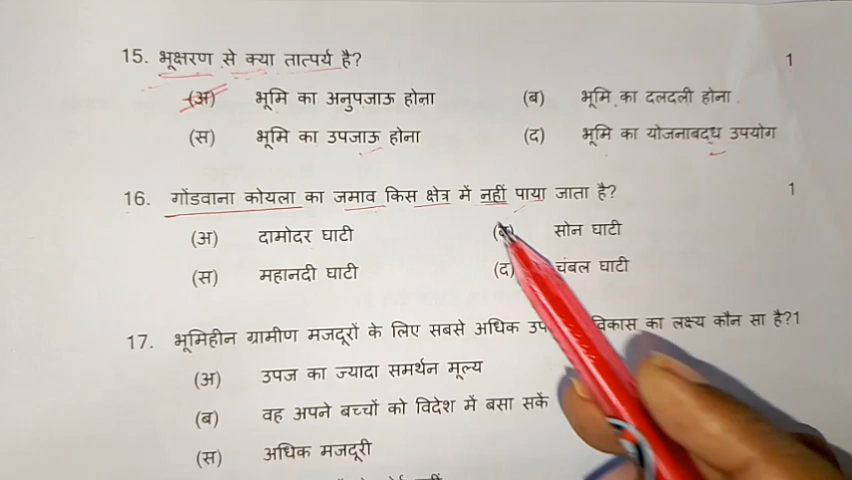 15. भूक्षरण से क्या तात्पर्य है? 1
(अ) भूमि का अनुपजाऊ होना (ब) भूमि का दलदली होना
(स) भूमि का उपजाऊ होना (द) भूमि का योजनाबद्ध उपयोग
16. गोंडवाना कोयला का जमाव किस क्षेत्र में नहीं पाया जाता है? 1
(अ) दामोदर घाटी सोन घाटी
(स) महानदी घाटी (द) चंबल घाटी
17. भूमिहीन ग्रामीण मजदूरों के लिए सबसे अधिक विकास का लक्ष्य कौन सा है?1
(अ) उपज का ज्यादा समर्थन मूल्य
(ब) वह अपने बच्चों को विदेश में बसा सकें
(स) अधिक मजदूरी